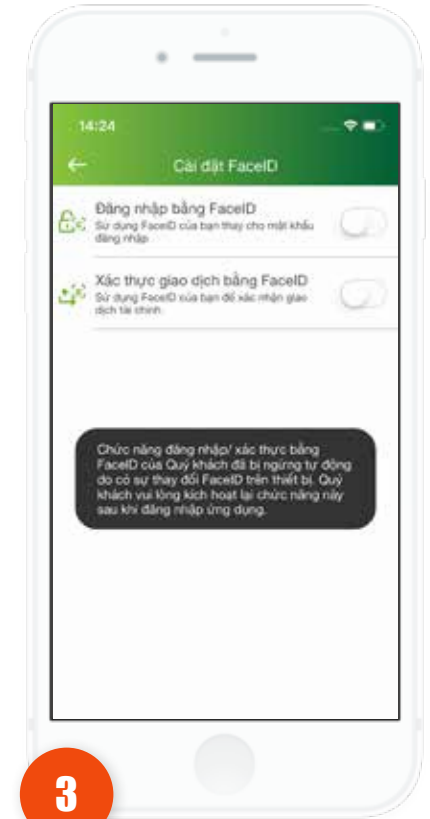 14:24
Cài đặt FaceID
Đăng nhập bằng FaceID
Sử dụng FaceID của bạn thay cho mật khẩu
đăng nhập
Xác thực giao dịch bằng FaceID
Sử dụng FaceID của bạn để xác nhận giao
dịch tài chính
Chức năng đăng nhập/ xác thực bằng
FaceID của Quý khách đã bị ngừng tự động
do có sự thay đổi FaceID trên thiết bị. Quý
khách vui lòng kích hoạt lại chức năng này
sau khi đăng nhập ứng dụng.
3